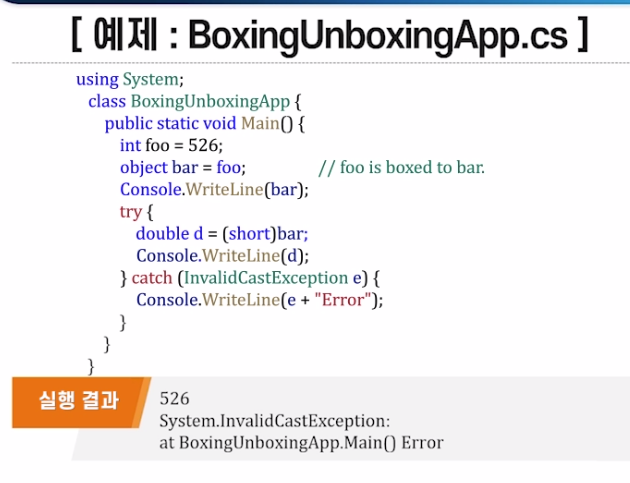 [ 예제 : BoxingUnboxingApp.cs ]
using System;
class BoxingUnboxingApp {
public static void Main() {
int foo = 526;
object bar = foo; // foo is boxed to bar.
Console.WriteLine(bar);
try {
double d = (short)bar;
Console.WriteLine(d);
} catch (InvalidCastException e) {
Console.WriteLine(e + "Error");
}
}
}
실행 결과
526
System.InvalidCastException:
at BoxingUnboxingApp.Main() Error